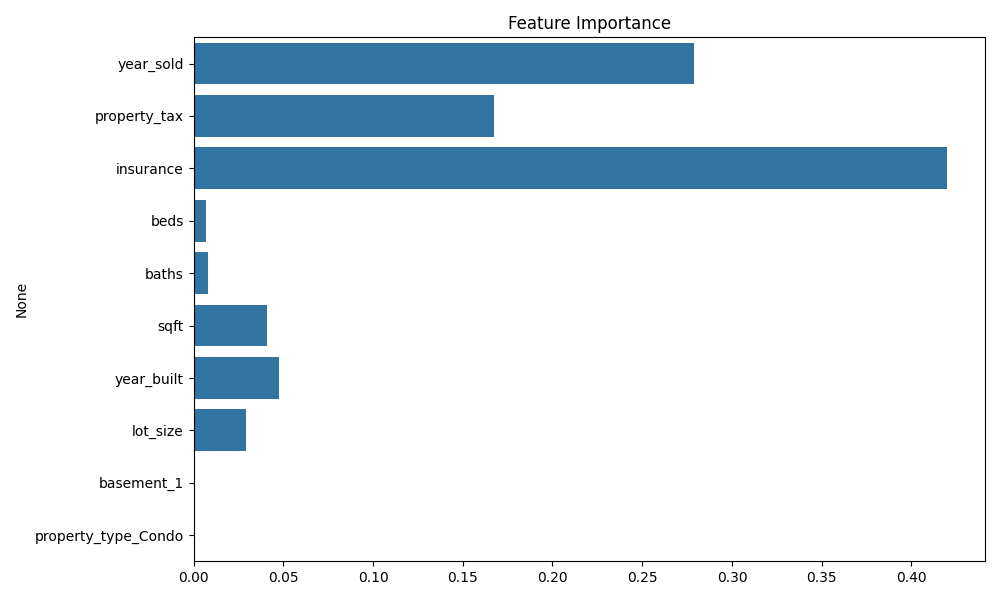 Feature Importance
year_sold
property_tax
insurance
beds
baths
sqft
year_built
lot_size
basement_1
property_type_Condo
None
0.00 0.05 0.10 0.15 0.20 0.25 0.30 0.35 0.40